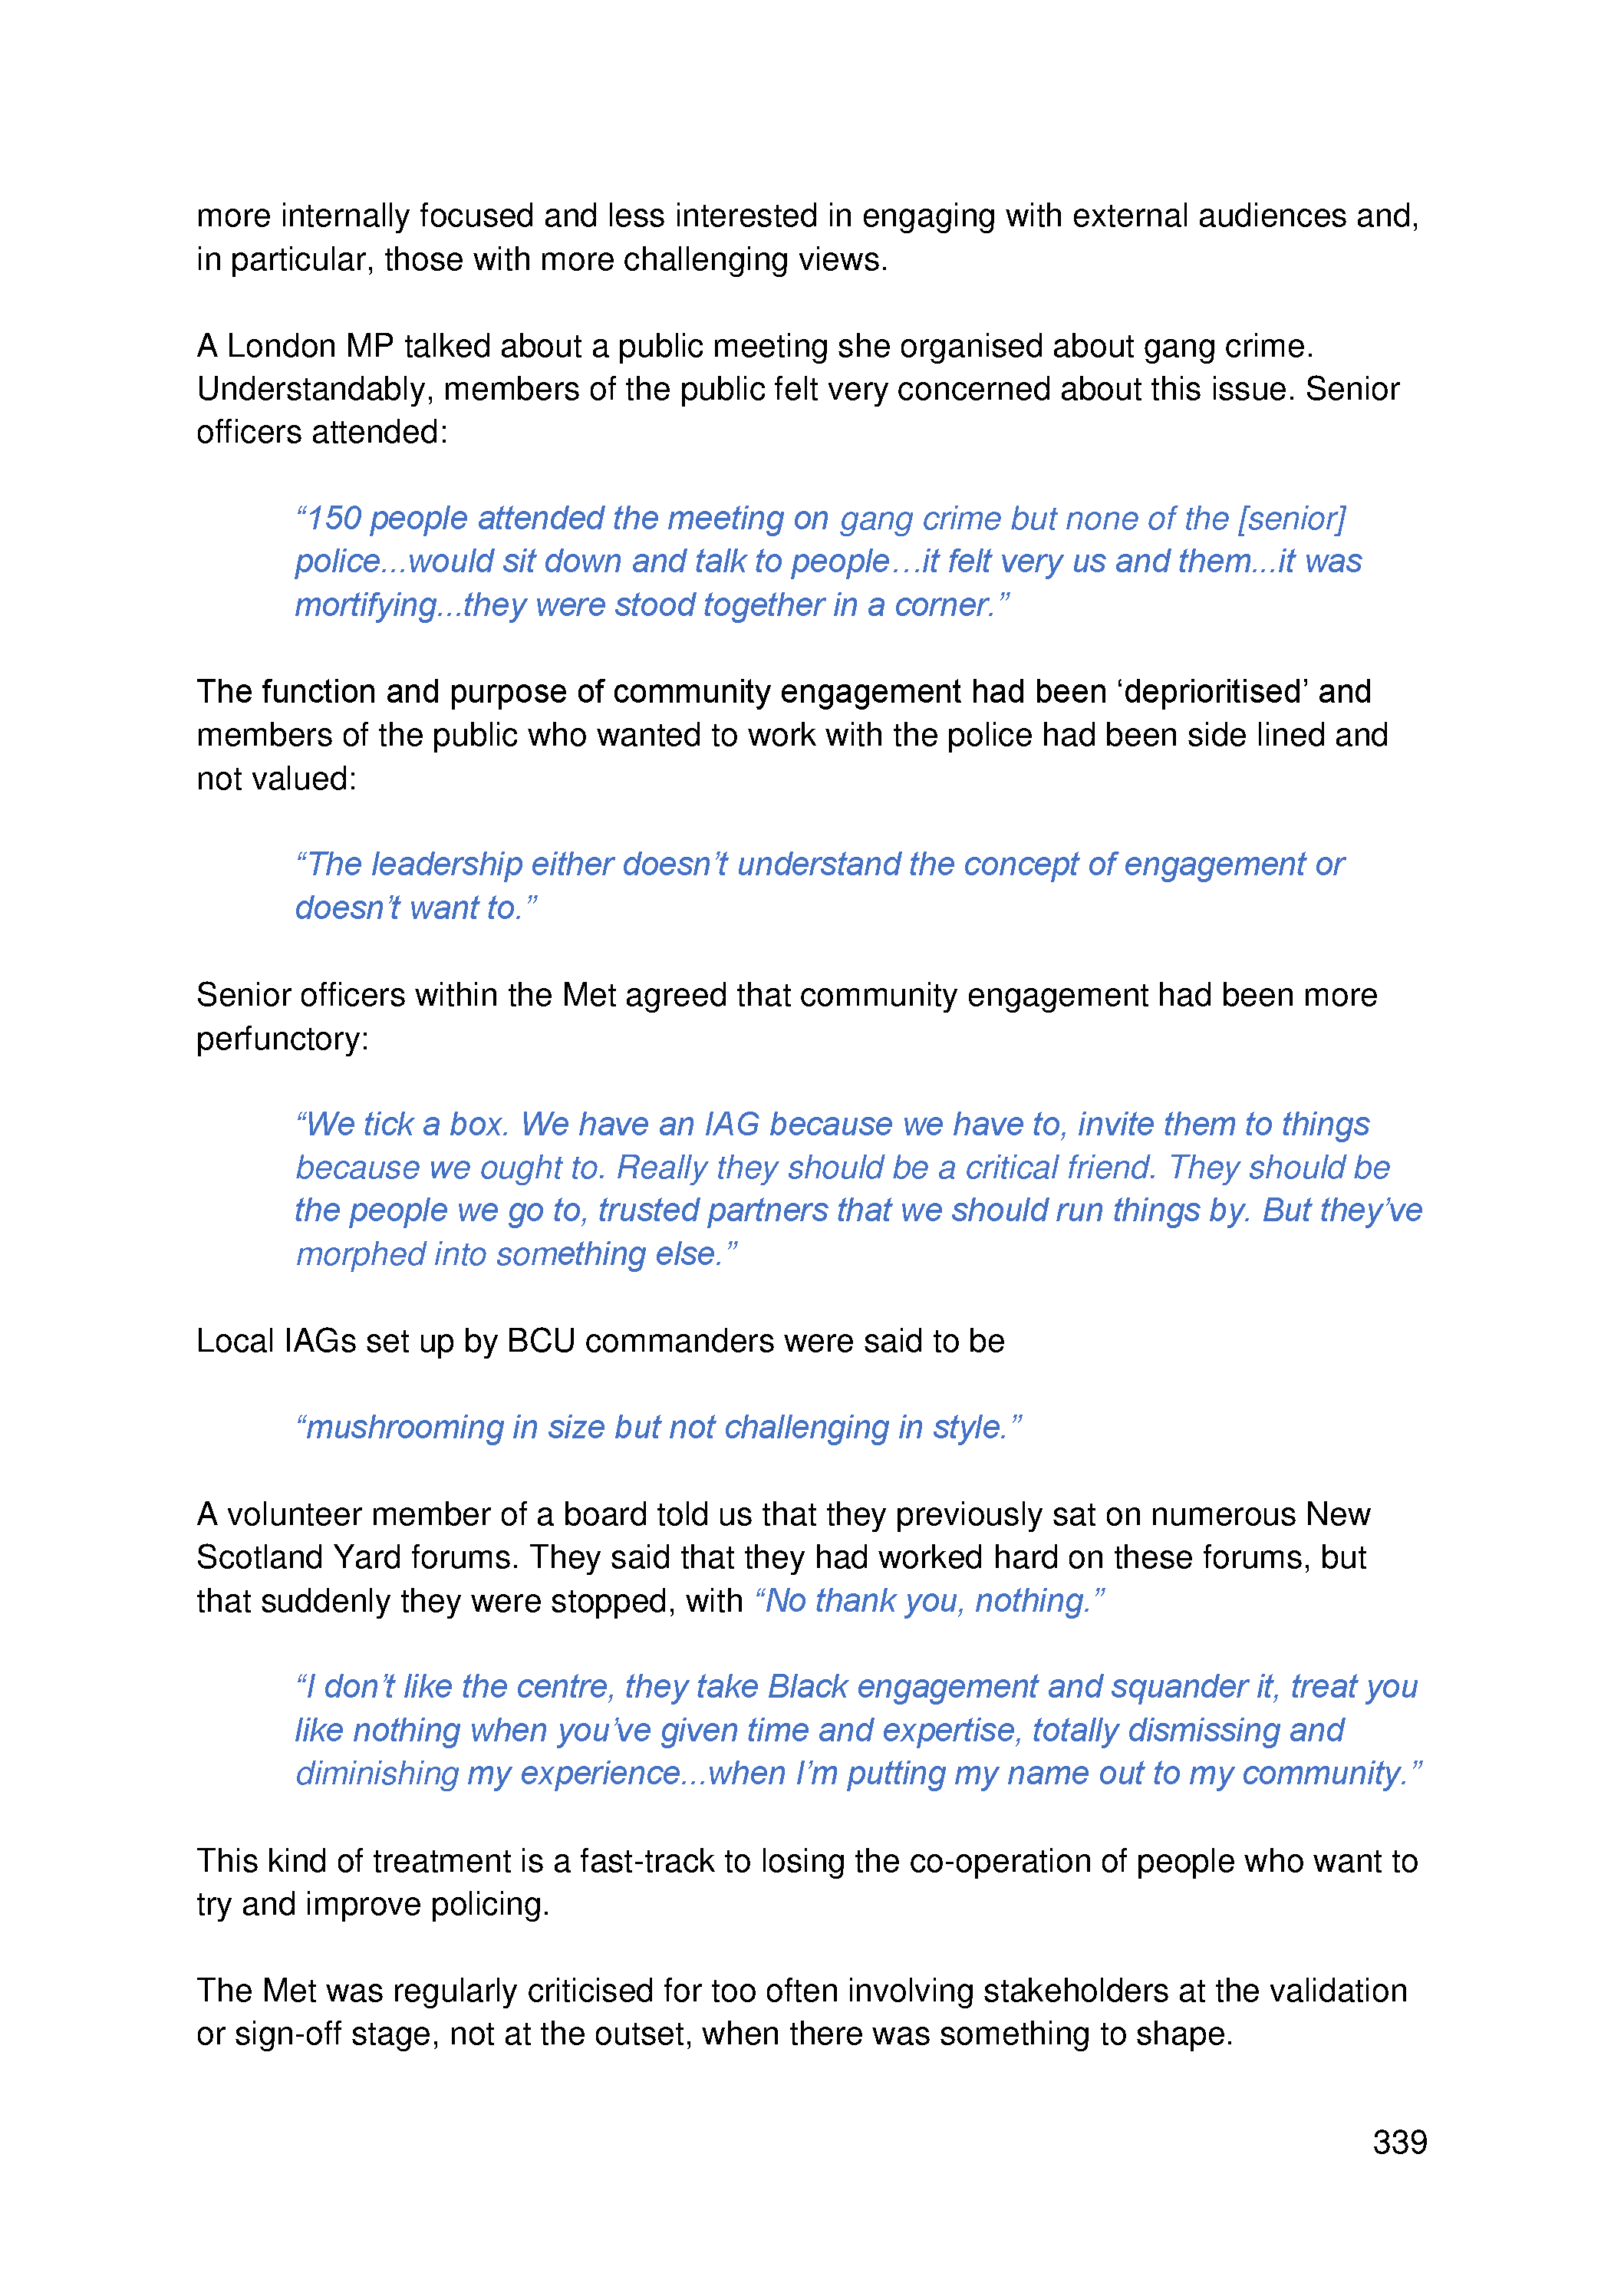 more internally focused and less interested in engaging with external audiences and,
in particular, those with more challenging views.
A London MP talked about a public meeting she organised about gang crime.
Understandably, members of the public felt very concerned about this issue. Senior
officers attended:
“150 people attended the meeting on gang crime but none of the [senior]
police...would sit down and talk to people…it felt very us and them...it was
mortifying...they were stood together in a corner.”
The function and purpose of community engagement had been ‘deprioritised’ and
members of the public who wanted to work with the police had been side lined and
not valued:
“The leadership either doesn’t understand the concept of engagement or
doesn’t want to.”
Senior officers within the Met agreed that community engagement had been more
perfunctory:
“We tick a box. We have an IAG because we have to, invite them to things
because we ought to. Really they should be a critical friend. They should be
the people we go to, trusted partners that we should run things by. But they’ve
morphed into something else.”
Local IAGs set up by BCU commanders were said to be
“mushrooming in size but not challenging in style.”
A volunteer member of a board told us that they previously sat on numerous New
Scotland Yard forums. They said that they had worked hard on these forums, but
that suddenly they were stopped, with “No thank you, nothing.”
“I don’t like the centre, they take Black engagement and squander it, treat you
like nothing when you’ve given time and expertise, totally dismissing and
diminishing my experience...when I’m putting my name out to my community.”
This kind of treatment is a fast-track to losing the co-operation of people who want to
try and improve policing.
The Met was regularly criticised for too often involving stakeholders at the validation
or sign-off stage, not at the outset, when there was something to shape.
339